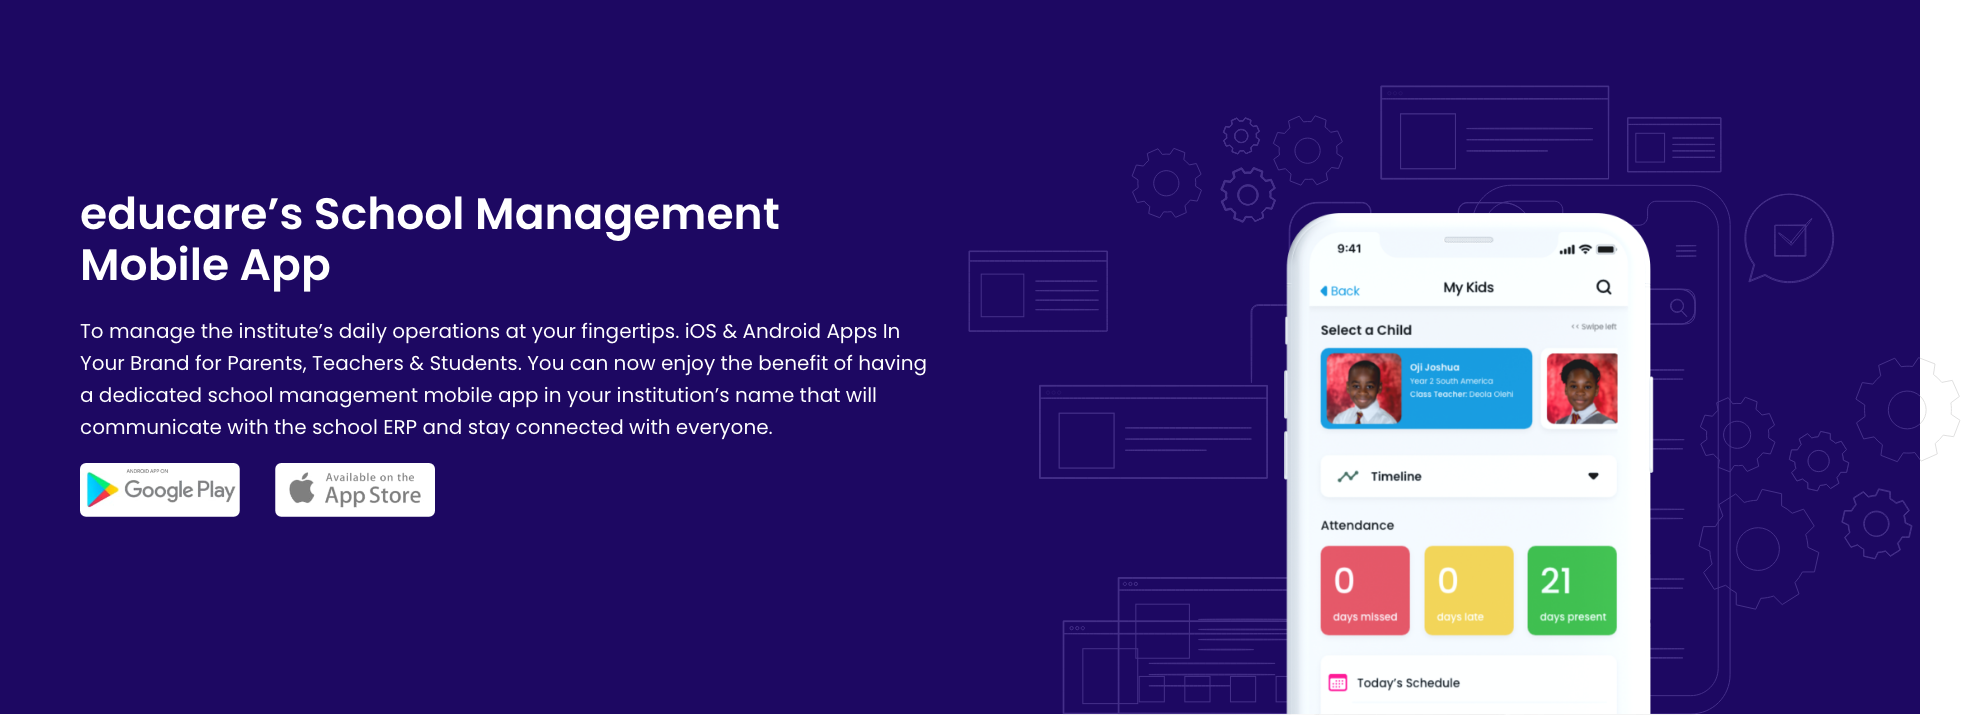 educare’s School Management
Mobile App
To manage the institute’s daily operations at your fingertips. iOS & Android Apps In
Your Brand for Parents, Teachers & Students. You can now enjoy the benefit of having
a dedicated school management mobile app in your institution’s name that will
communicate with the school ERP and stay connected with everyone.
ANDROID APP ON
Google Play
Available on the
App Store
9:41
Back
My Kids
Select a Child
<< Swipe left
Oji Joshua
Year 2 South America
Class Teacher: Deola Olehi
Timeline
Attendance
0
days missed
0
days late
21
days present
Today’s Schedule